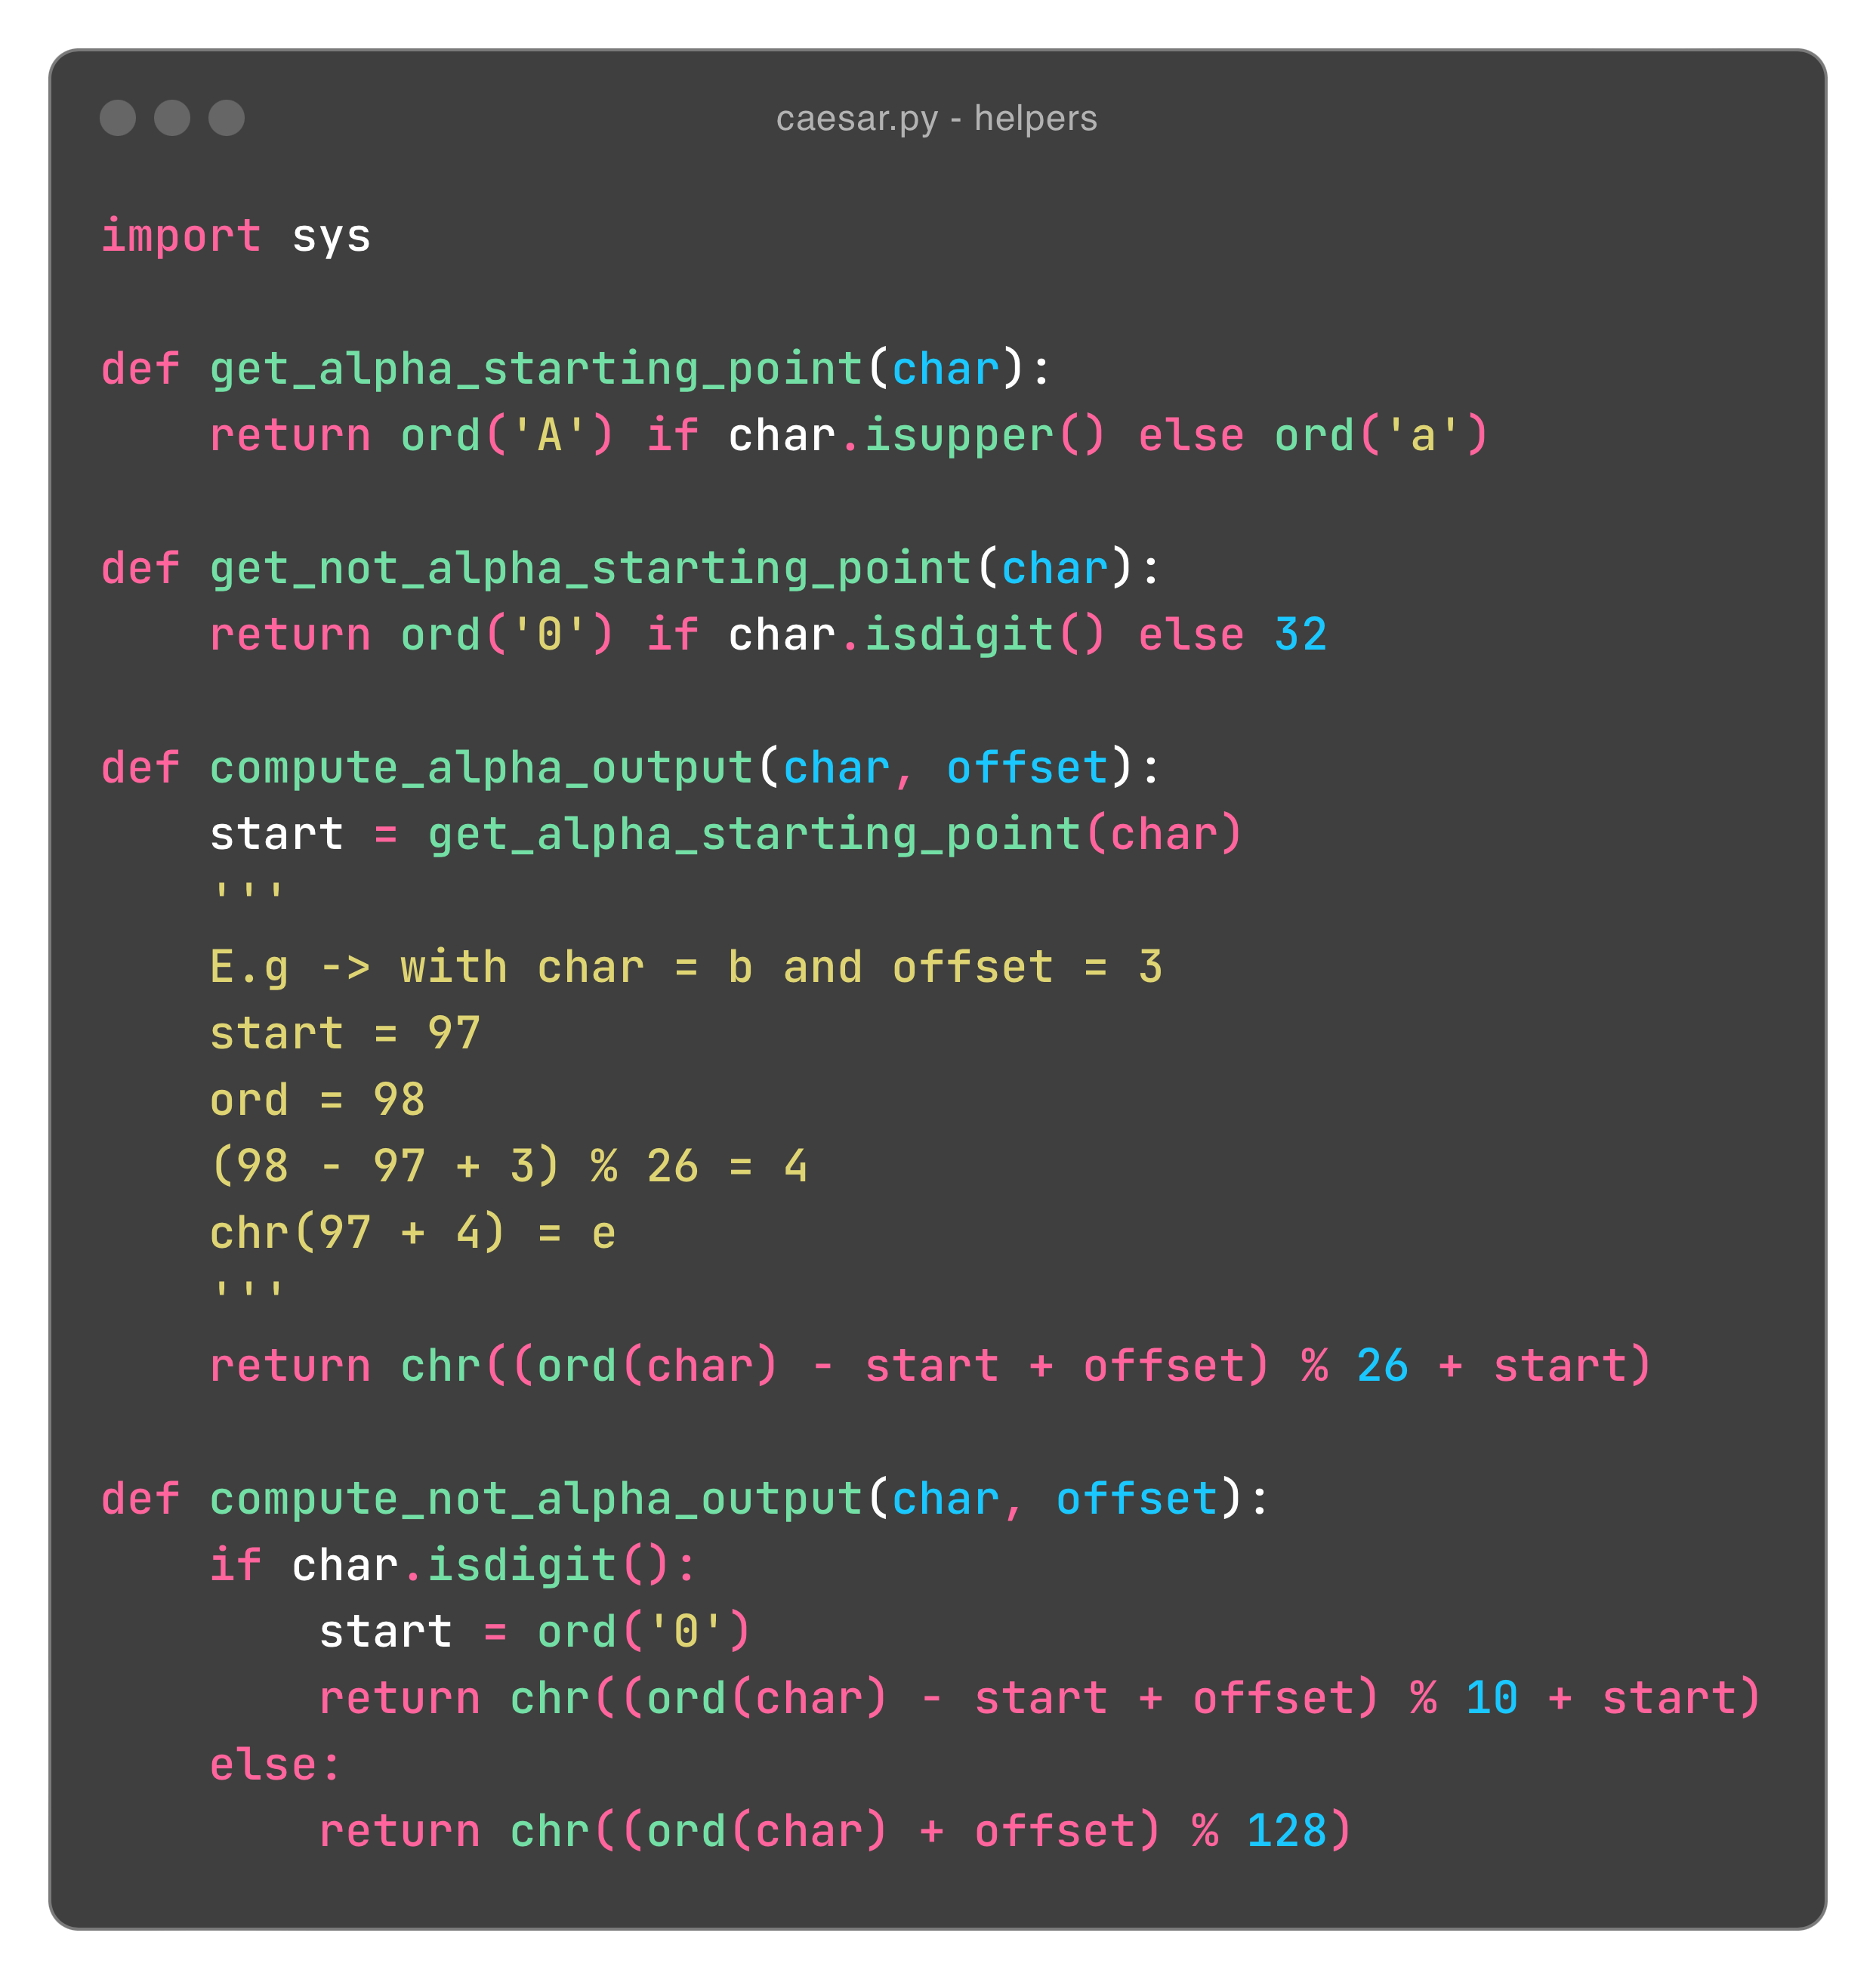 caesar.py - helpers
import sys
def get_alpha_starting_point(char):
    return ord('A') if char.isupper() else ord('a')
def get_not_alpha_starting_point(char):
    return ord('0') if char.isdigit() else 32
def compute_alpha_output(char, offset):
    start = get_alpha_starting_point(char)
    '''
    E.g -> with char = b and offset = 3
    start = 97
    ord = 98
    (98 - 97 + 3) % 26 = 4
    chr(97 + 4) = e
    '''
    return chr((ord(char) - start + offset) % 26 + start)
def compute_not_alpha_output(char, offset):
    if char.isdigit():
        start = ord('0')
        return chr((ord(char) - start + offset) % 10 + start)
    else:
        return chr((ord(char) + offset) % 128)